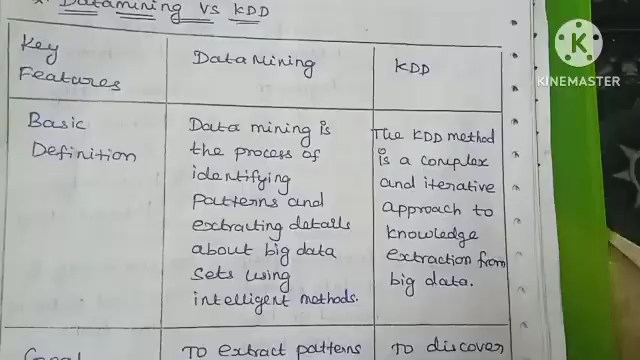 Datamining VS KDD
Key Features
Data Mining
KDD
Basic Definition
Data mining is
the process of
identifying
patterns and
extracting details
about big data
sets using
intelligent methods.
The KDD method
is a complex
and iterative
approach to
knowledge
extraction from
big data.
Goal
To extract patterns
To discover
KINEMASTER